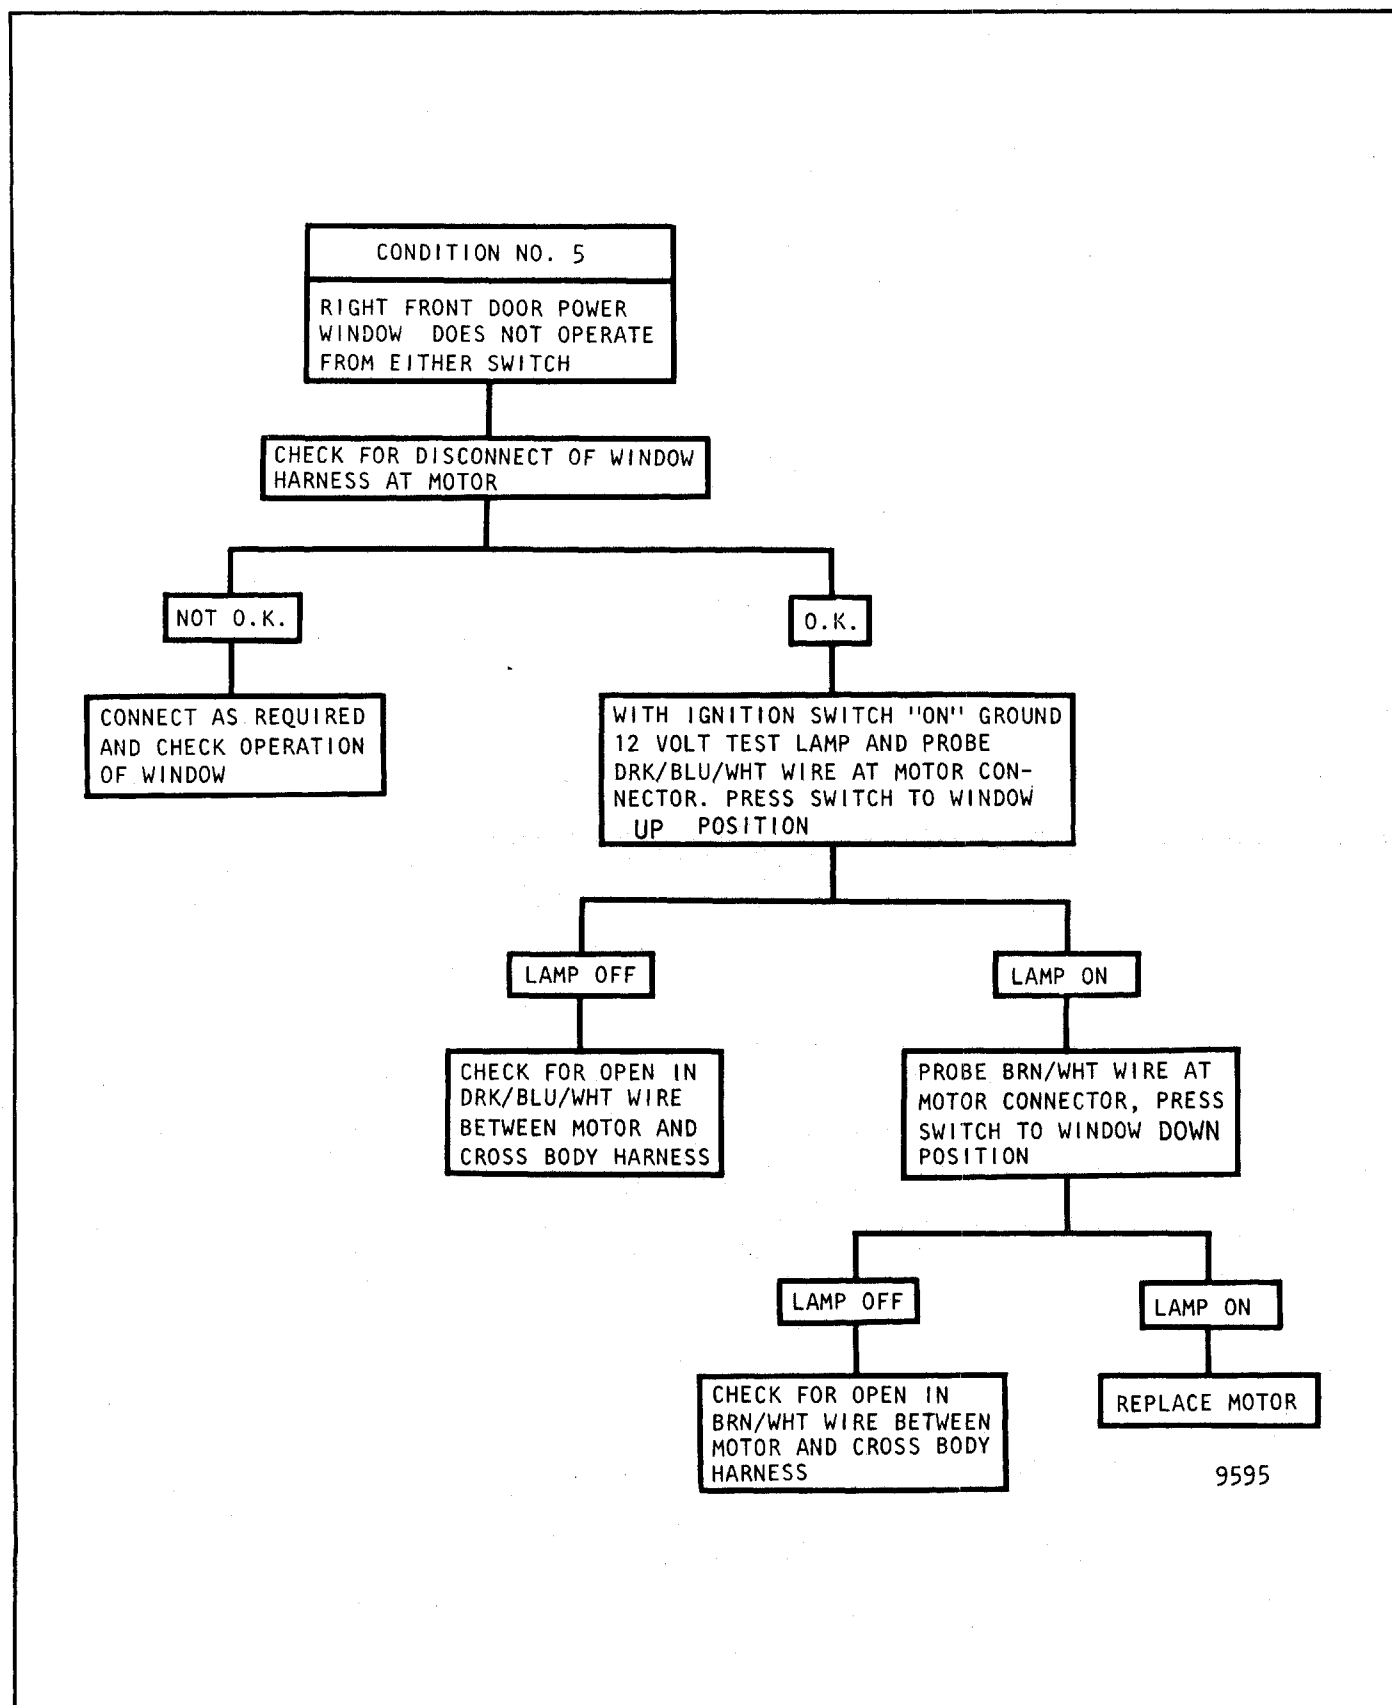 CONDITION NO. 5
RIGHT FRONT DOOR POWER
WINDOW DOES NOT OPERATE
FROM EITHER SWITCH
CHECK FOR DISCONNECT OF WINDOW
HARNESS AT MOTOR
NOT O.K.
O.K.
CONNECT AS REQUIRED
AND CHECK OPERATION
OF WINDOW
WITH IGNITION SWITCH "ON" GROUND
12 VOLT TEST LAMP AND PROBE
DRK/BLU/WHT WIRE AT MOTOR CON-
NECTOR. PRESS SWITCH TO WINDOW
UP POSITION
LAMP OFF
LAMP ON
CHECK FOR OPEN IN
DRK/BLU/WHT WIRE
BETWEEN MOTOR AND
CROSS BODY HARNESS
PROBE BRN/WHT WIRE AT
MOTOR CONNECTOR, PRESS
SWITCH TO WINDOW DOWN
POSITION
LAMP OFF
LAMP ON
CHECK FOR OPEN IN
BRN/WHT WIRE BETWEEN
MOTOR AND CROSS BODY
HARNESS
REPLACE MOTOR
9595